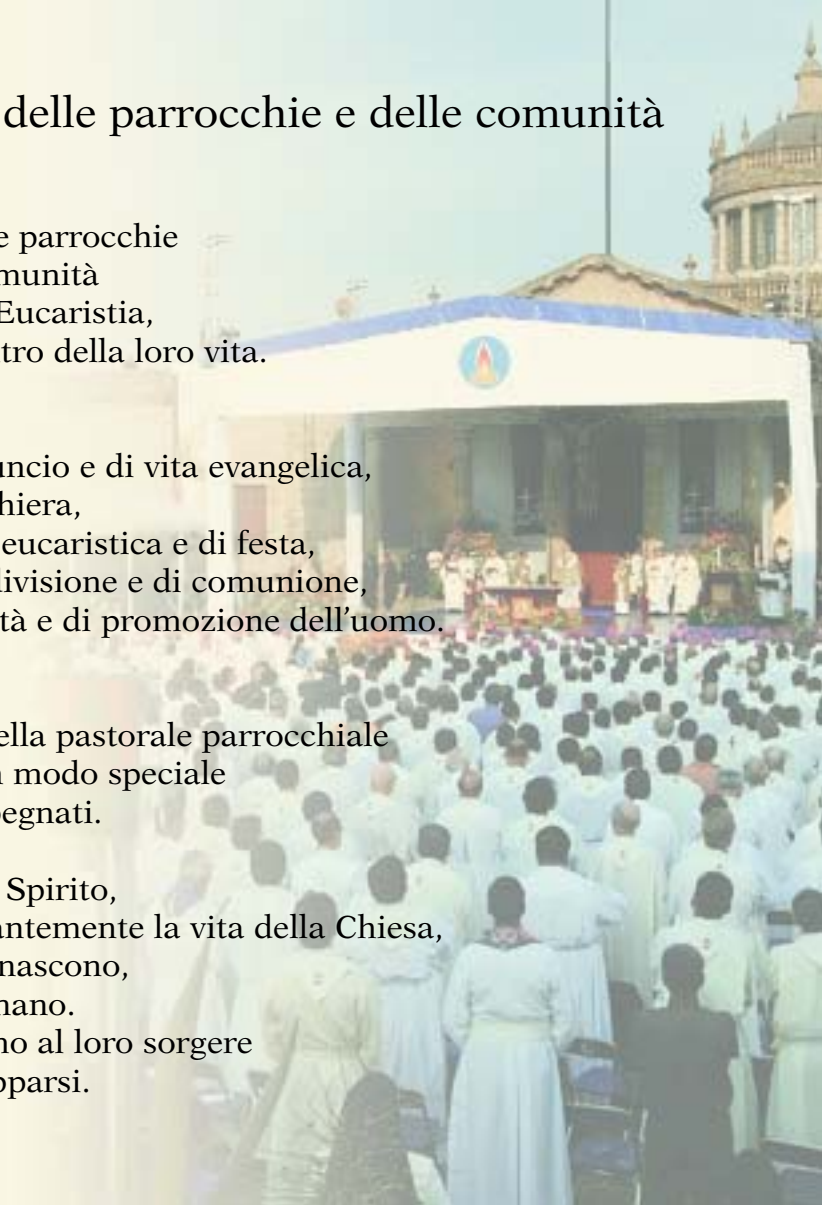 delle parrocchie e delle comunità
e parrocchie
munità
Eucaristia,
tro della loro vita.
uncio e di vita evangelica,
hiera,
eucaristica e di festa,
divisione e di comunione,
tà e di promozione dell'uomo.
ella pastorale parrocchiale
n modo speciale
pegnati.
Spirito,
antemente la vita della Chiesa,
nascono,
mano.
no al loro sorgere
pparsi.